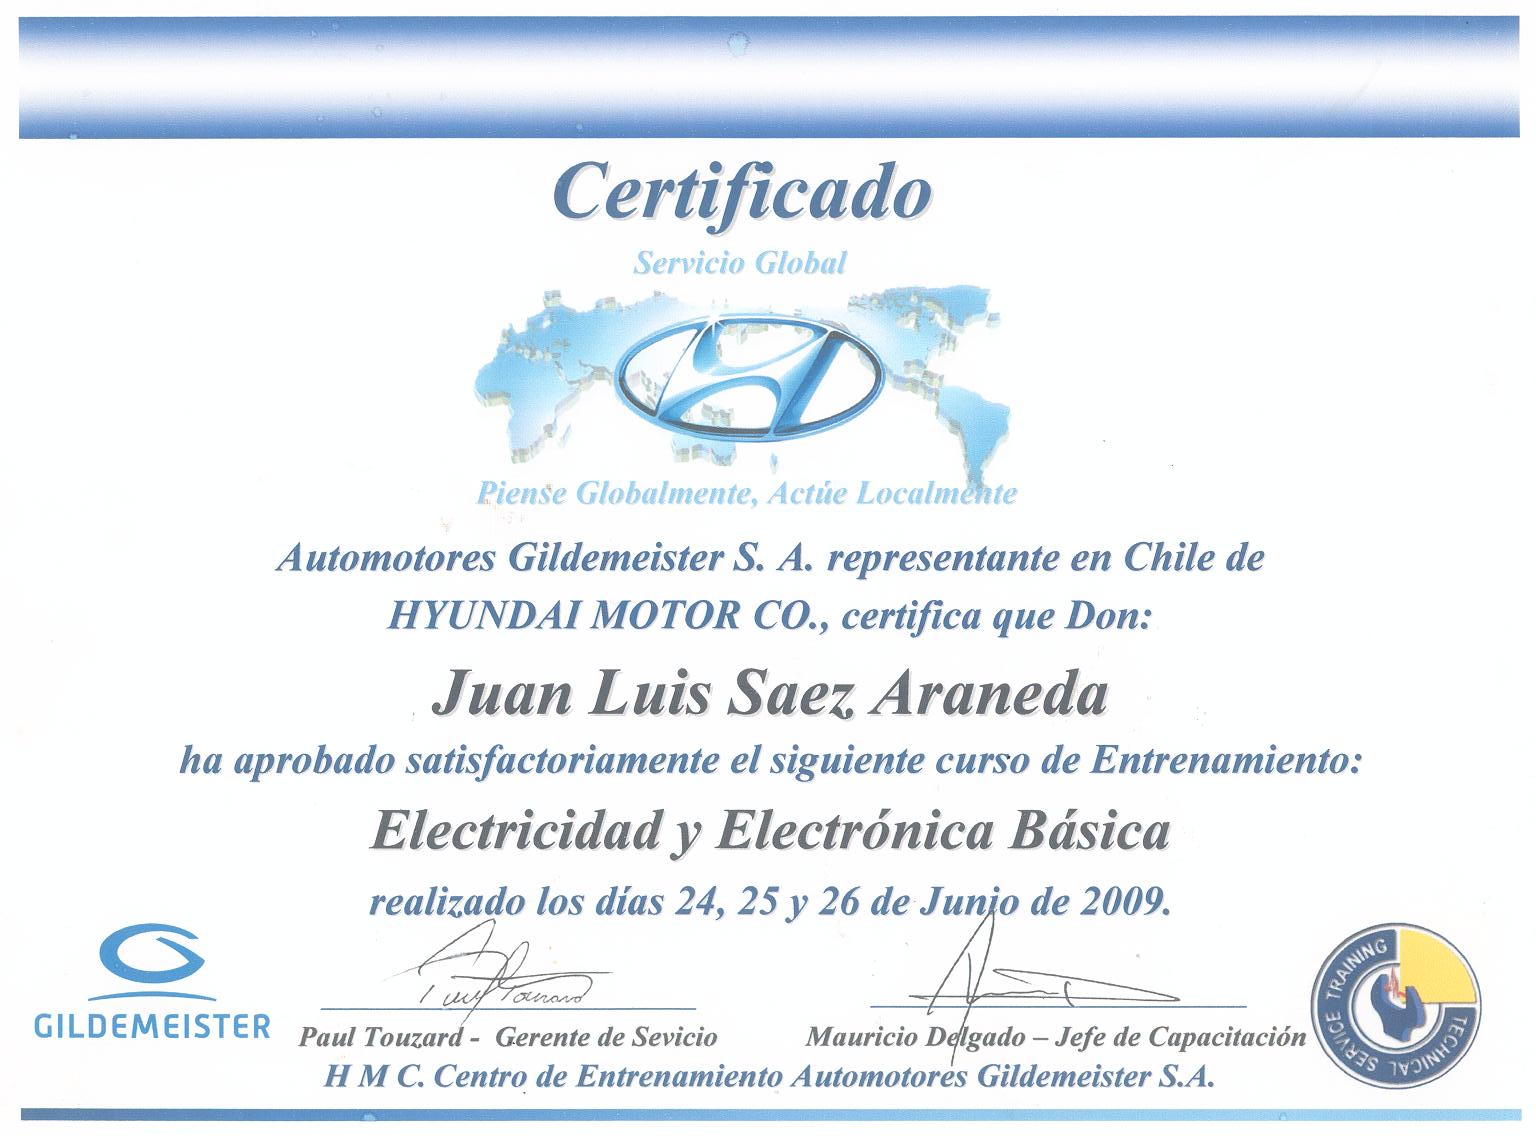 Certificado
Servicio Global
Piense Globalmente, Actúe Localmente
Automotores Gildemeister S. A. representante en Chile de
HYUNDAI MOTOR CO., certifica que Don:
Juan Luis Saez Araneda
ha aprobado satisfactoriamente el siguiente curso de Entrenamiento:
Electricidad y Electrónica Básica
realizado los días 24, 25 y 26 de Junio de 2009.
GILDEMEISTER
Paul Touzard
Paul Touzard - Gerente de Sevicio
Mauricio Delgado – Jefe de Capacitación
H M C. Centro de Entrenamiento Automotores Gildemeister S.A.
TECHNICAL SERVICE TRAINING